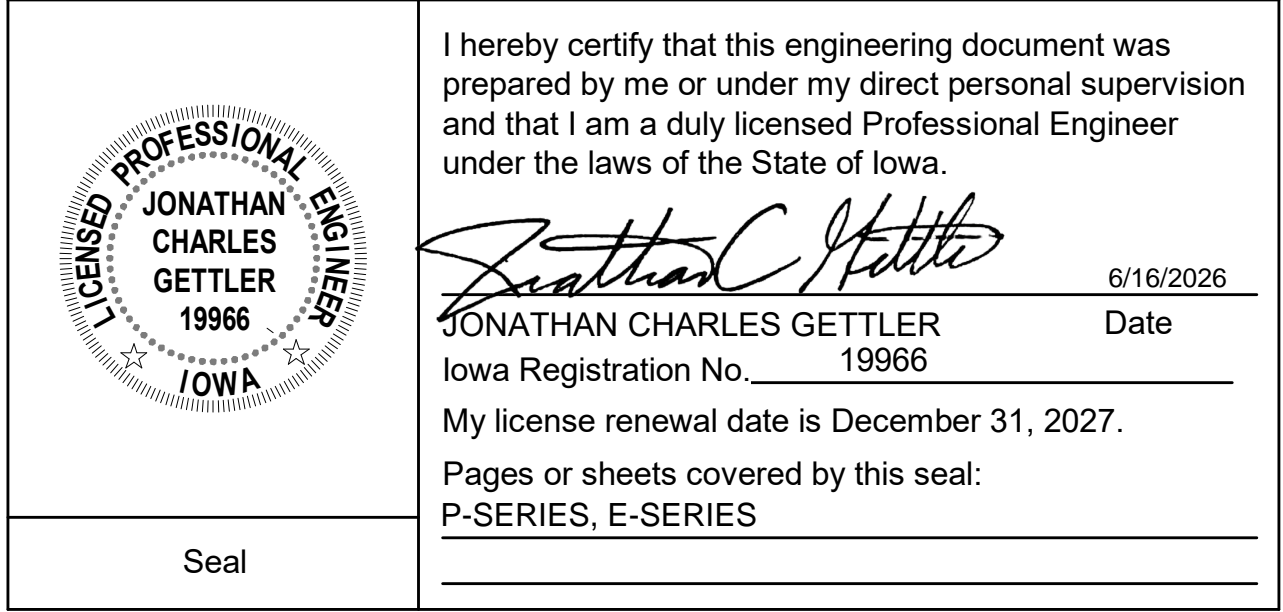 LICENSED PROFESSIONAL ENGINEER
JONATHAN
CHARLES
GETTLER
19966
IOWA
Seal
I hereby certify that this engineering document was
prepared by me or under my direct personal supervision
and that I am a duly licensed Professional Engineer
under the laws of the State of Iowa.
Jonathan C Gettler
6/16/2026
JONATHAN CHARLES GETTLER Date
Iowa Registration No. 19966
My license renewal date is December 31, 2027.
Pages or sheets covered by this seal:
P-SERIES, E-SERIES